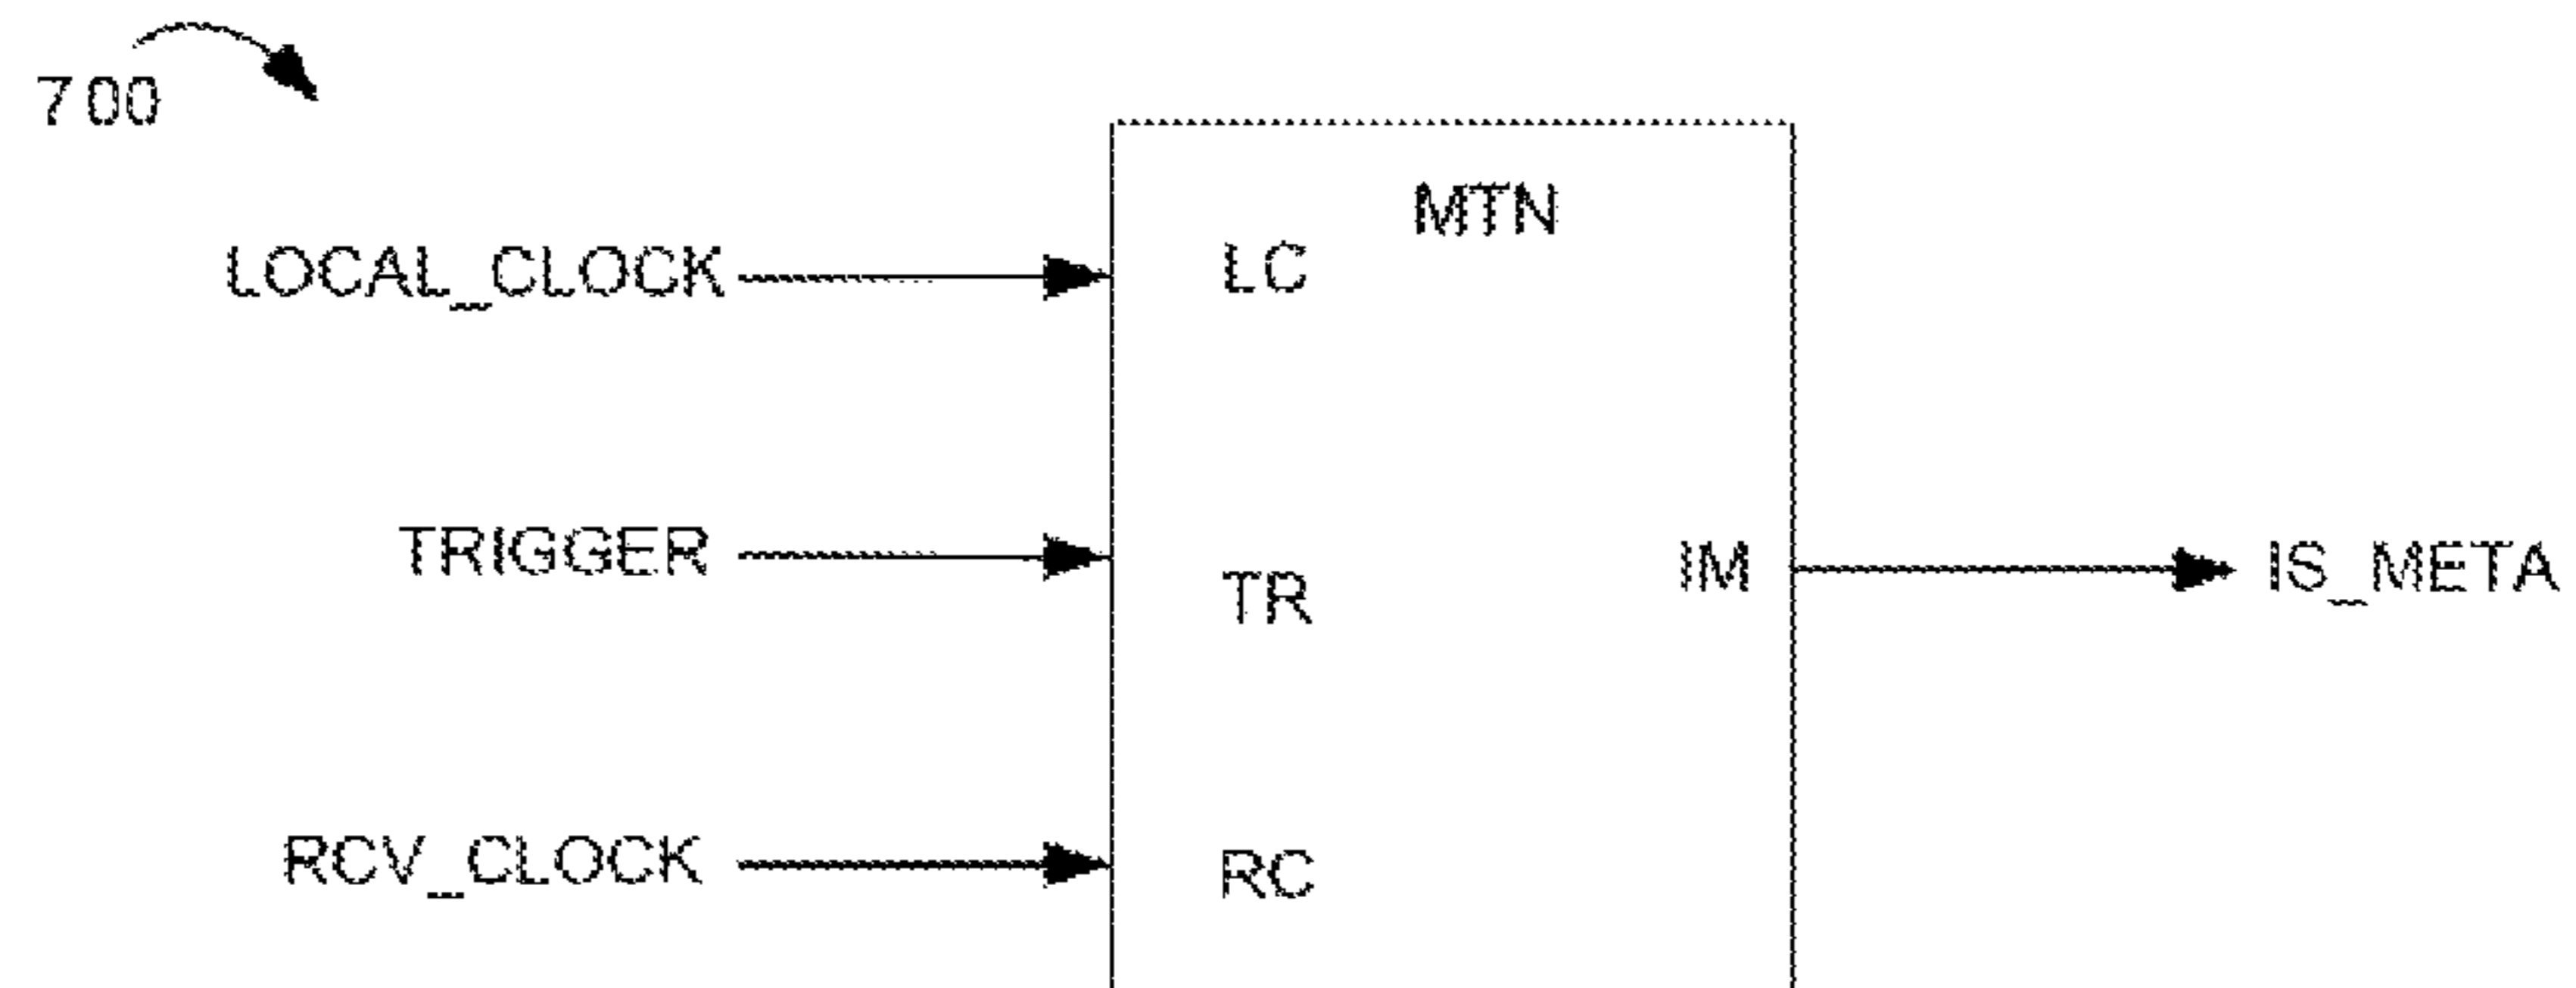 700
MTN
LOCAL_CLOCK LC
TRIGGER TR IM IS_META
RCV_CLOCK RC